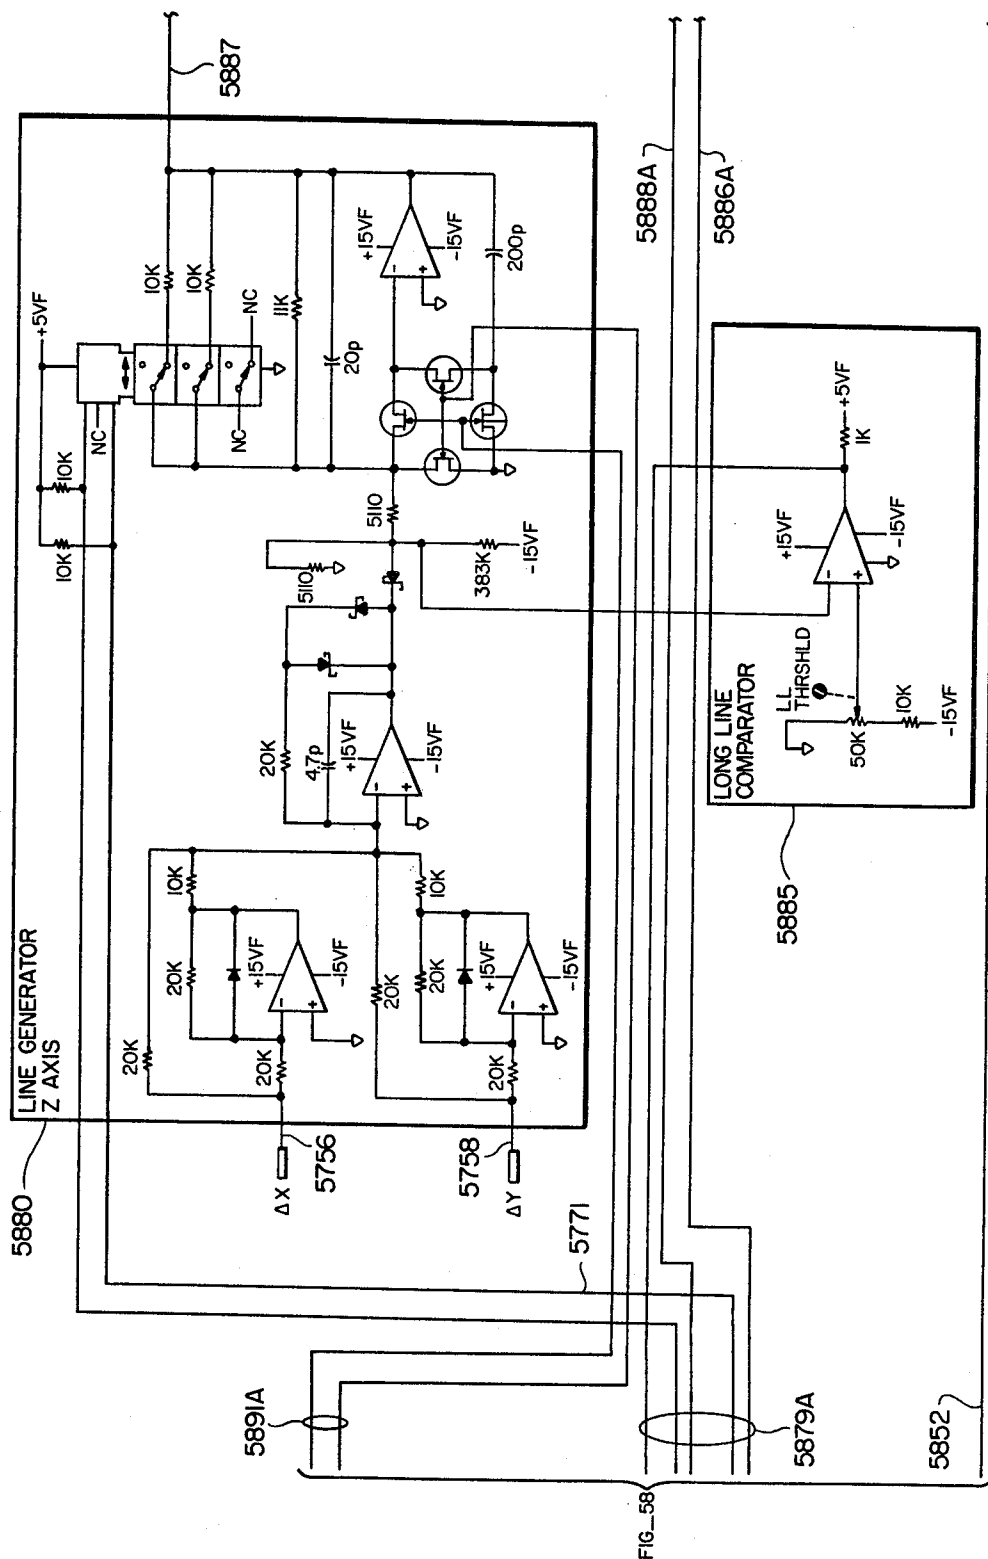 5887
+5VF
10K
10K
NC
10K
10K
NC
NC
11K
20p
+15VF
-15VF
200p
5880
LINE GENERATOR
Z AXIS
5110
5110
383K
-15VF
20K
4.7p
+15VF
-15VF
20K
10K
20K
+15VF
-15VF
20K
20K
10K
20K
+15VF
-15VF
20K
ΔX
5756
ΔY
5758
5771
5888A
5886A
LONG LINE
COMPARATOR
5885
LL
THRSHLD
50K
10K
-15VF
+15VF
-15VF
1K
+5VF
5891A
5879A
5852
FIG_58